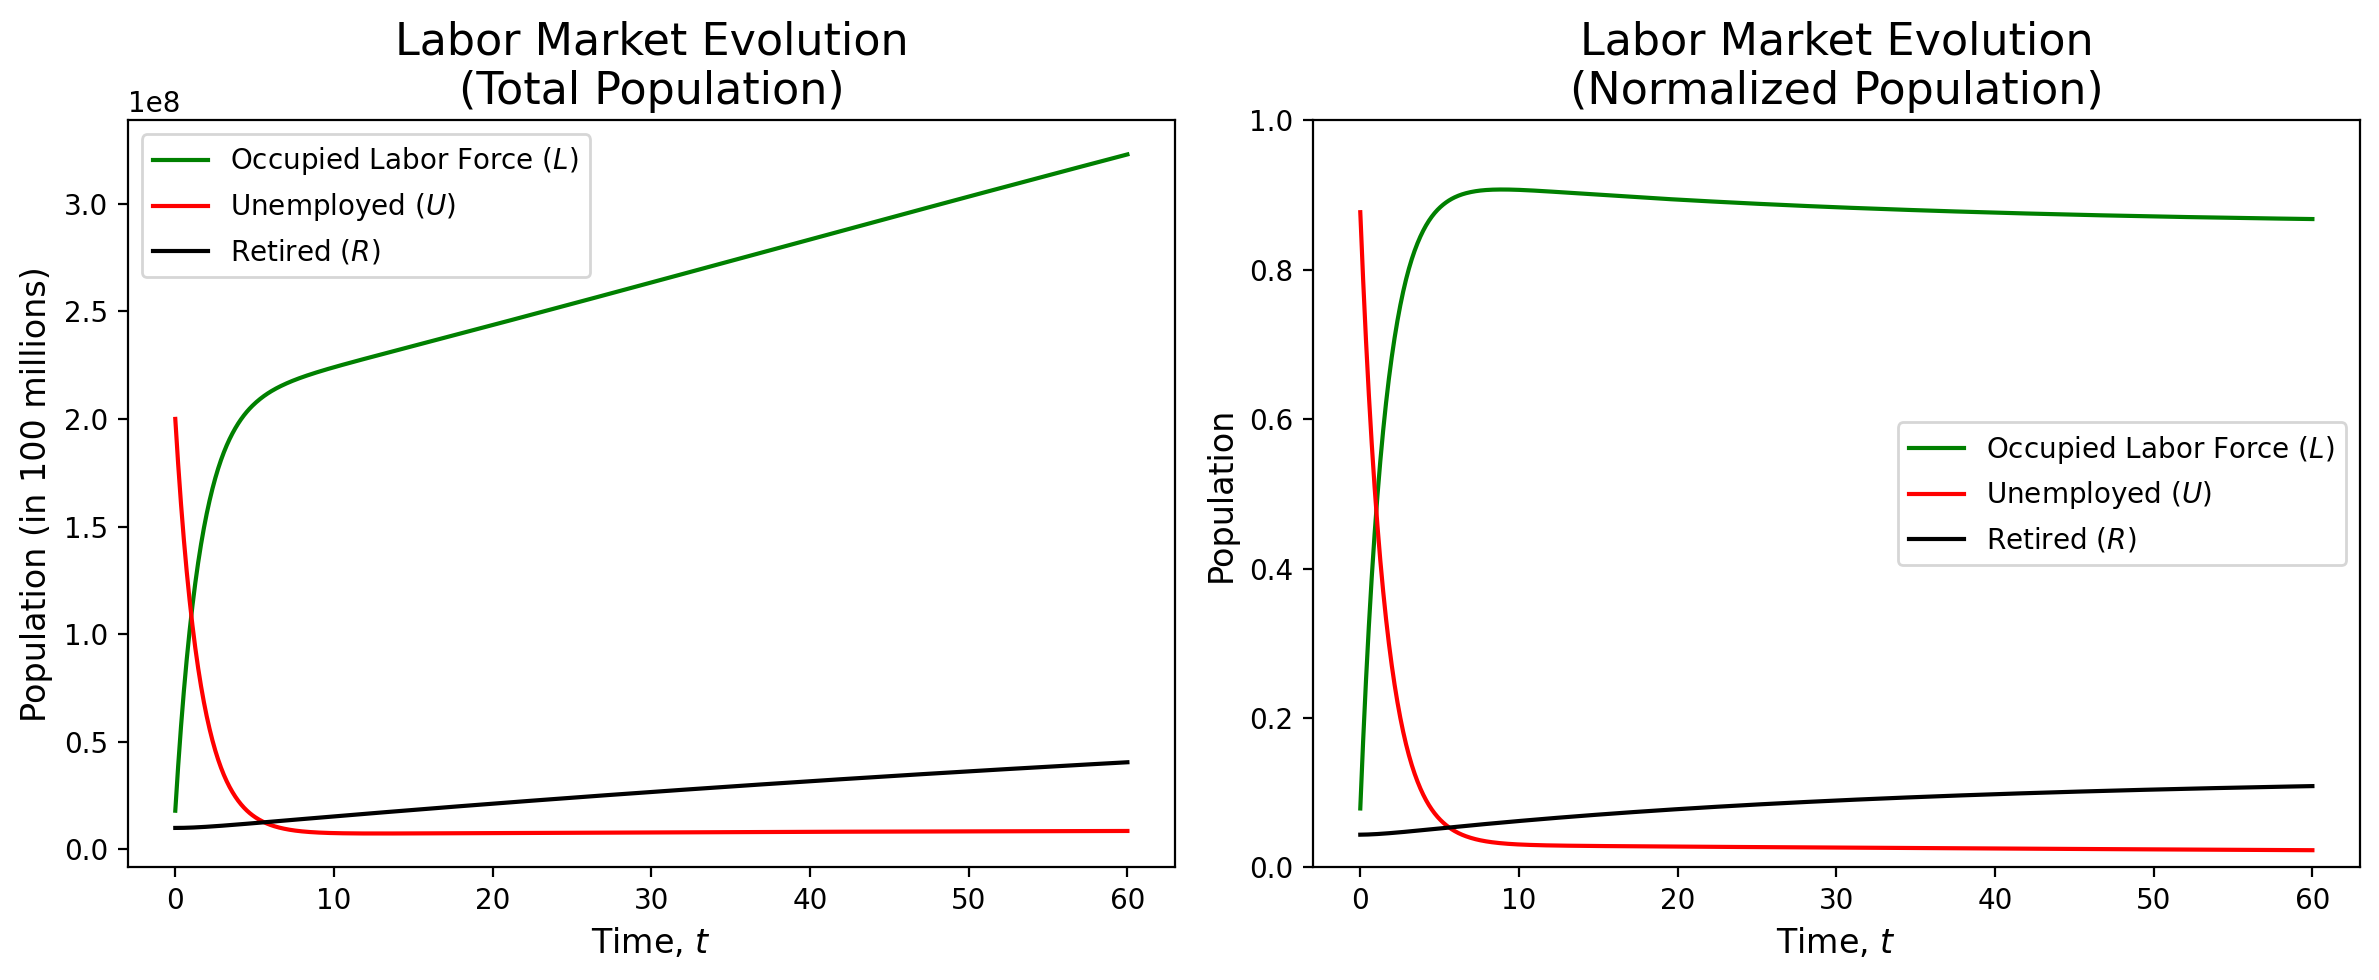 Labor Market Evolution
(Total Population)
1e8
Occupied Labor Force (L)
Unemployed (U)
Retired (R)
3.0
2.5
2.0
1.5
1.0
0.5
0.0
Population (in 100 millions)
0 10 20 30 40 50 60
Time, t
Labor Market Evolution
(Normalized Population)
1.0
0.8
0.6
0.4
0.2
0.0
Population
Occupied Labor Force (L)
Unemployed (U)
Retired (R)
0 10 20 30 40 50 60
Time, t